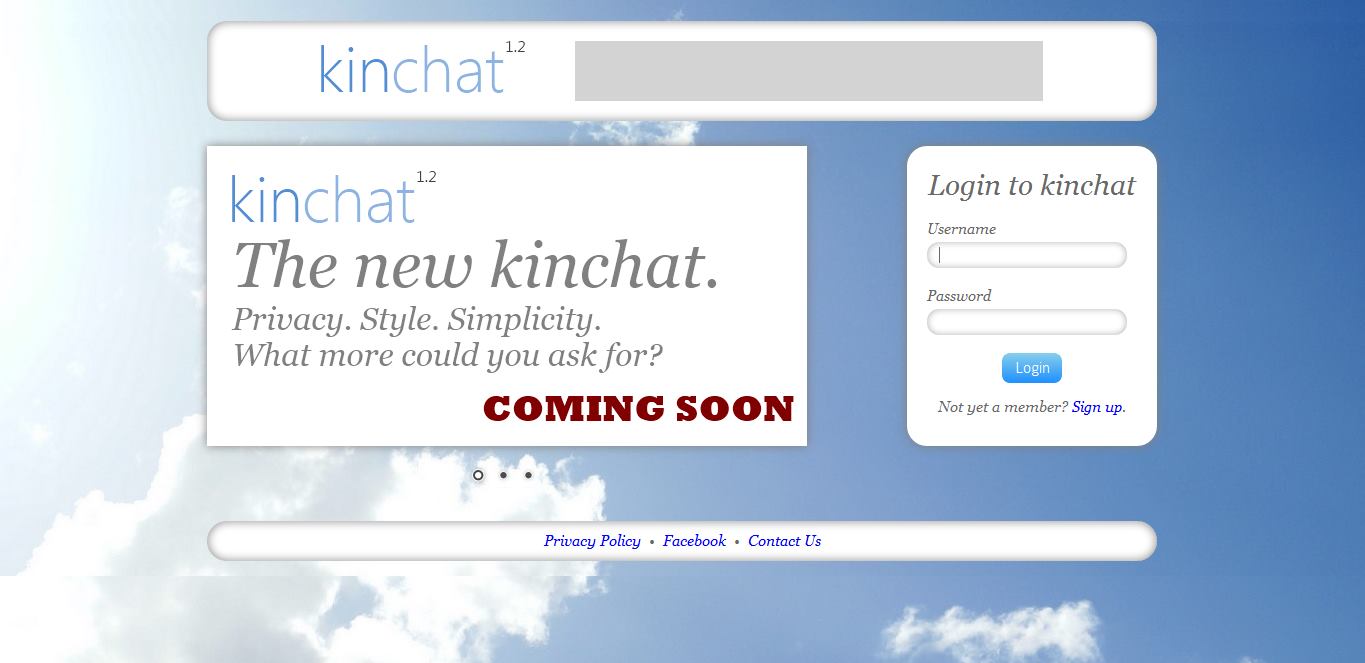 kinchat 1.2
kinchat 1.2
The new kinchat.
Privacy. Style. Simplicity.
What more could you ask for?
COMING SOON
Login to kinchat
Username
Password
Login
Not yet a member? Sign up.
Privacy Policy • Facebook • Contact Us